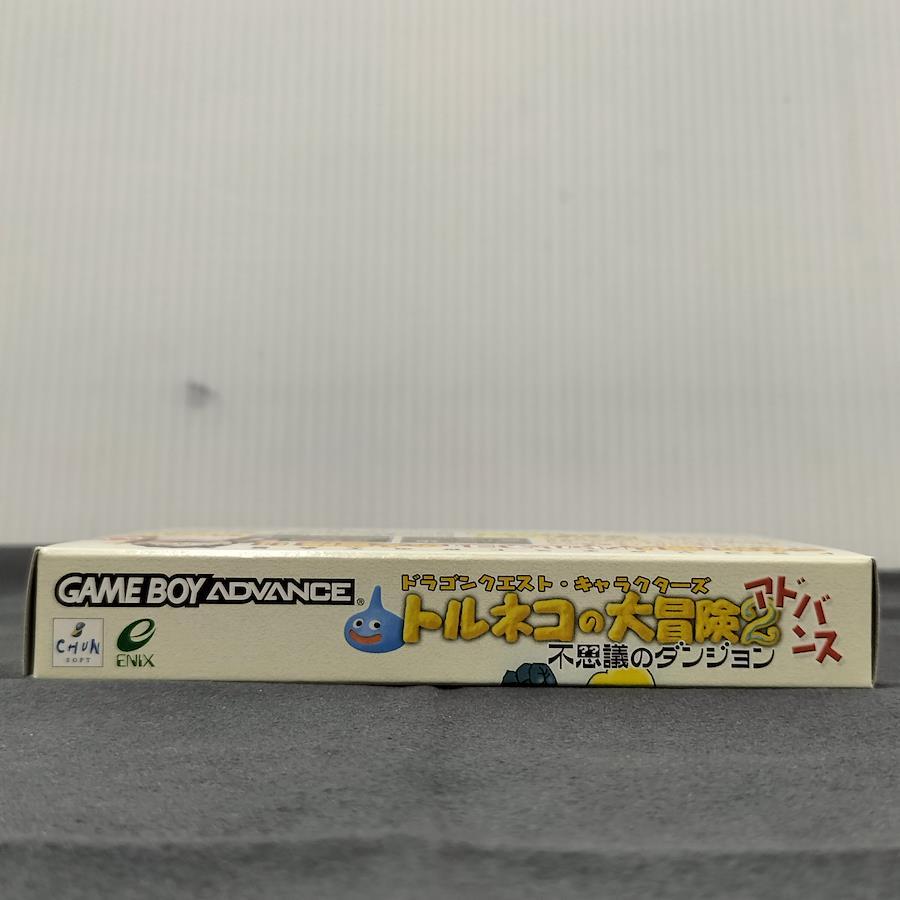 GAME BOY ADVANCE®
CHUN
SOFT
ENIX
ドラゴンクエスト・キャラクターズ
トルネコの大冒険2
アドバンス
不思議のダンジョン